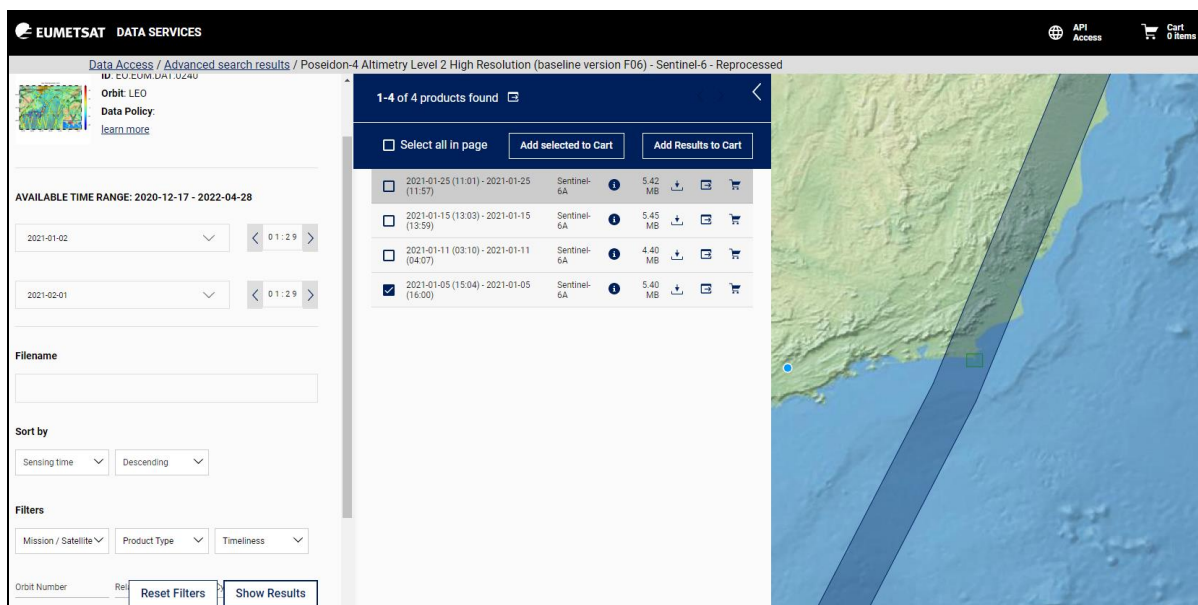 EUMETSAT DATA SERVICES
API Access
Cart 0 items
Data Access / Advanced search results / Poseidon-4 Altimetry Level 2 High Resolution (baseline version F06) - Sentinel-6 - Reprocessed
ID: EO:EUM:DAT:0240
Orbit: LEO
Data Policy:
learn more
AVAILABLE TIME RANGE: 2020-12-17 - 2022-04-28
2021-01-02
01:29
2021-02-01
01:29
Filename
Sort by
Sensing time
Descending
Filters
Mission / Satellite
Product Type
Timeliness
Orbit Number
Reset Filters
Show Results
1-4 of 4 products found
Select all in page
Add selected to Cart
Add Results to Cart
2021-01-25 (11:01) - 2021-01-25 (11:57) Sentinel-6A 5.42 MB
2021-01-15 (13:03) - 2021-01-15 (13:59) Sentinel-6A 5.45 MB
2021-01-11 (03:10) - 2021-01-11 (04:07) Sentinel-6A 4.40 MB
2021-01-05 (15:04) - 2021-01-05 (16:00) Sentinel-6A 5.40 MB